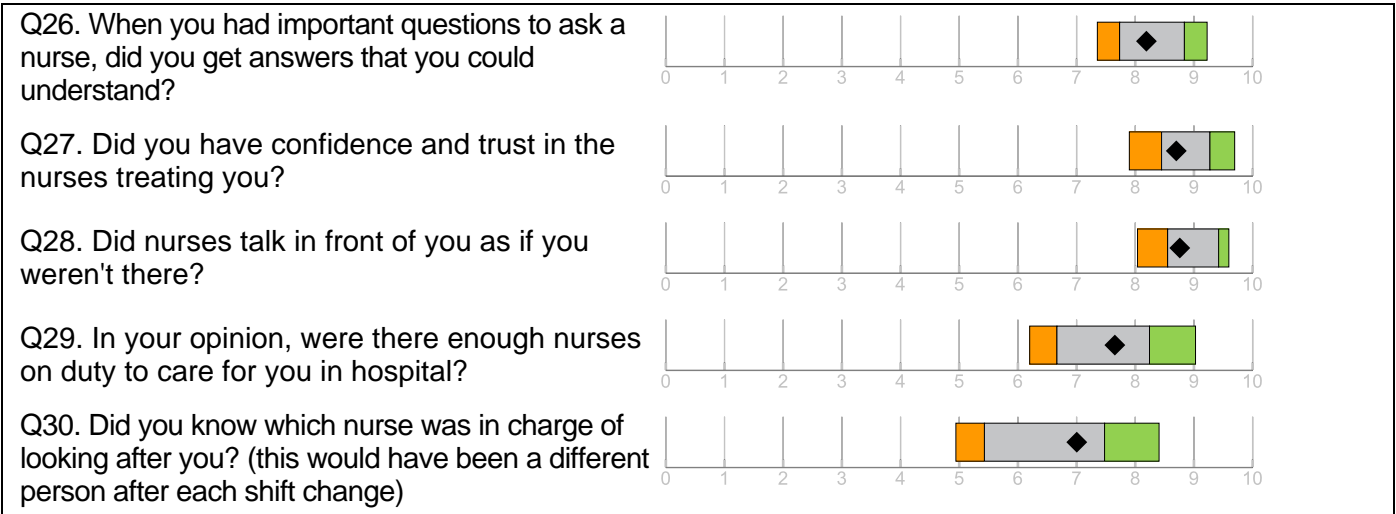 Q26. When you had important questions to ask a
nurse, did you get answers that you could
understand?
0 1 2 3 4 5 6 7 8 9 10
Q27. Did you have confidence and trust in the
nurses treating you?
0 1 2 3 4 5 6 7 8 9 10
Q28. Did nurses talk in front of you as if you
weren't there?
0 1 2 3 4 5 6 7 8 9 10
Q29. In your opinion, were there enough nurses
on duty to care for you in hospital?
0 1 2 3 4 5 6 7 8 9 10
Q30. Did you know which nurse was in charge of
looking after you? (this would have been a different
person after each shift change)
0 1 2 3 4 5 6 7 8 9 10